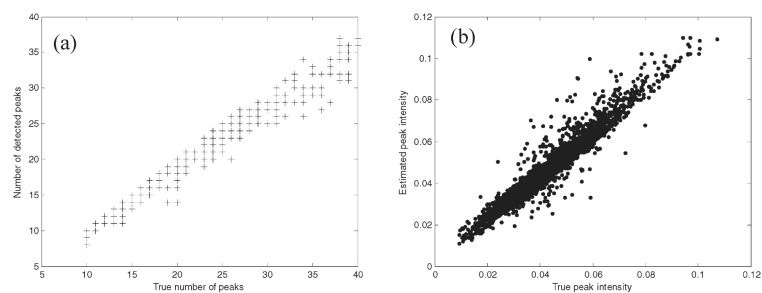 (a)
Number of detected peaks
40
35
30
25
20
15
10
5
5 10 15 20 25 30 35 40
True number of peaks
(b)
Estimated peak intensity
0.12
0.1
0.08
0.06
0.04
0.02
0
0 0.02 0.04 0.06 0.08 0.1 0.12
True peak intensity